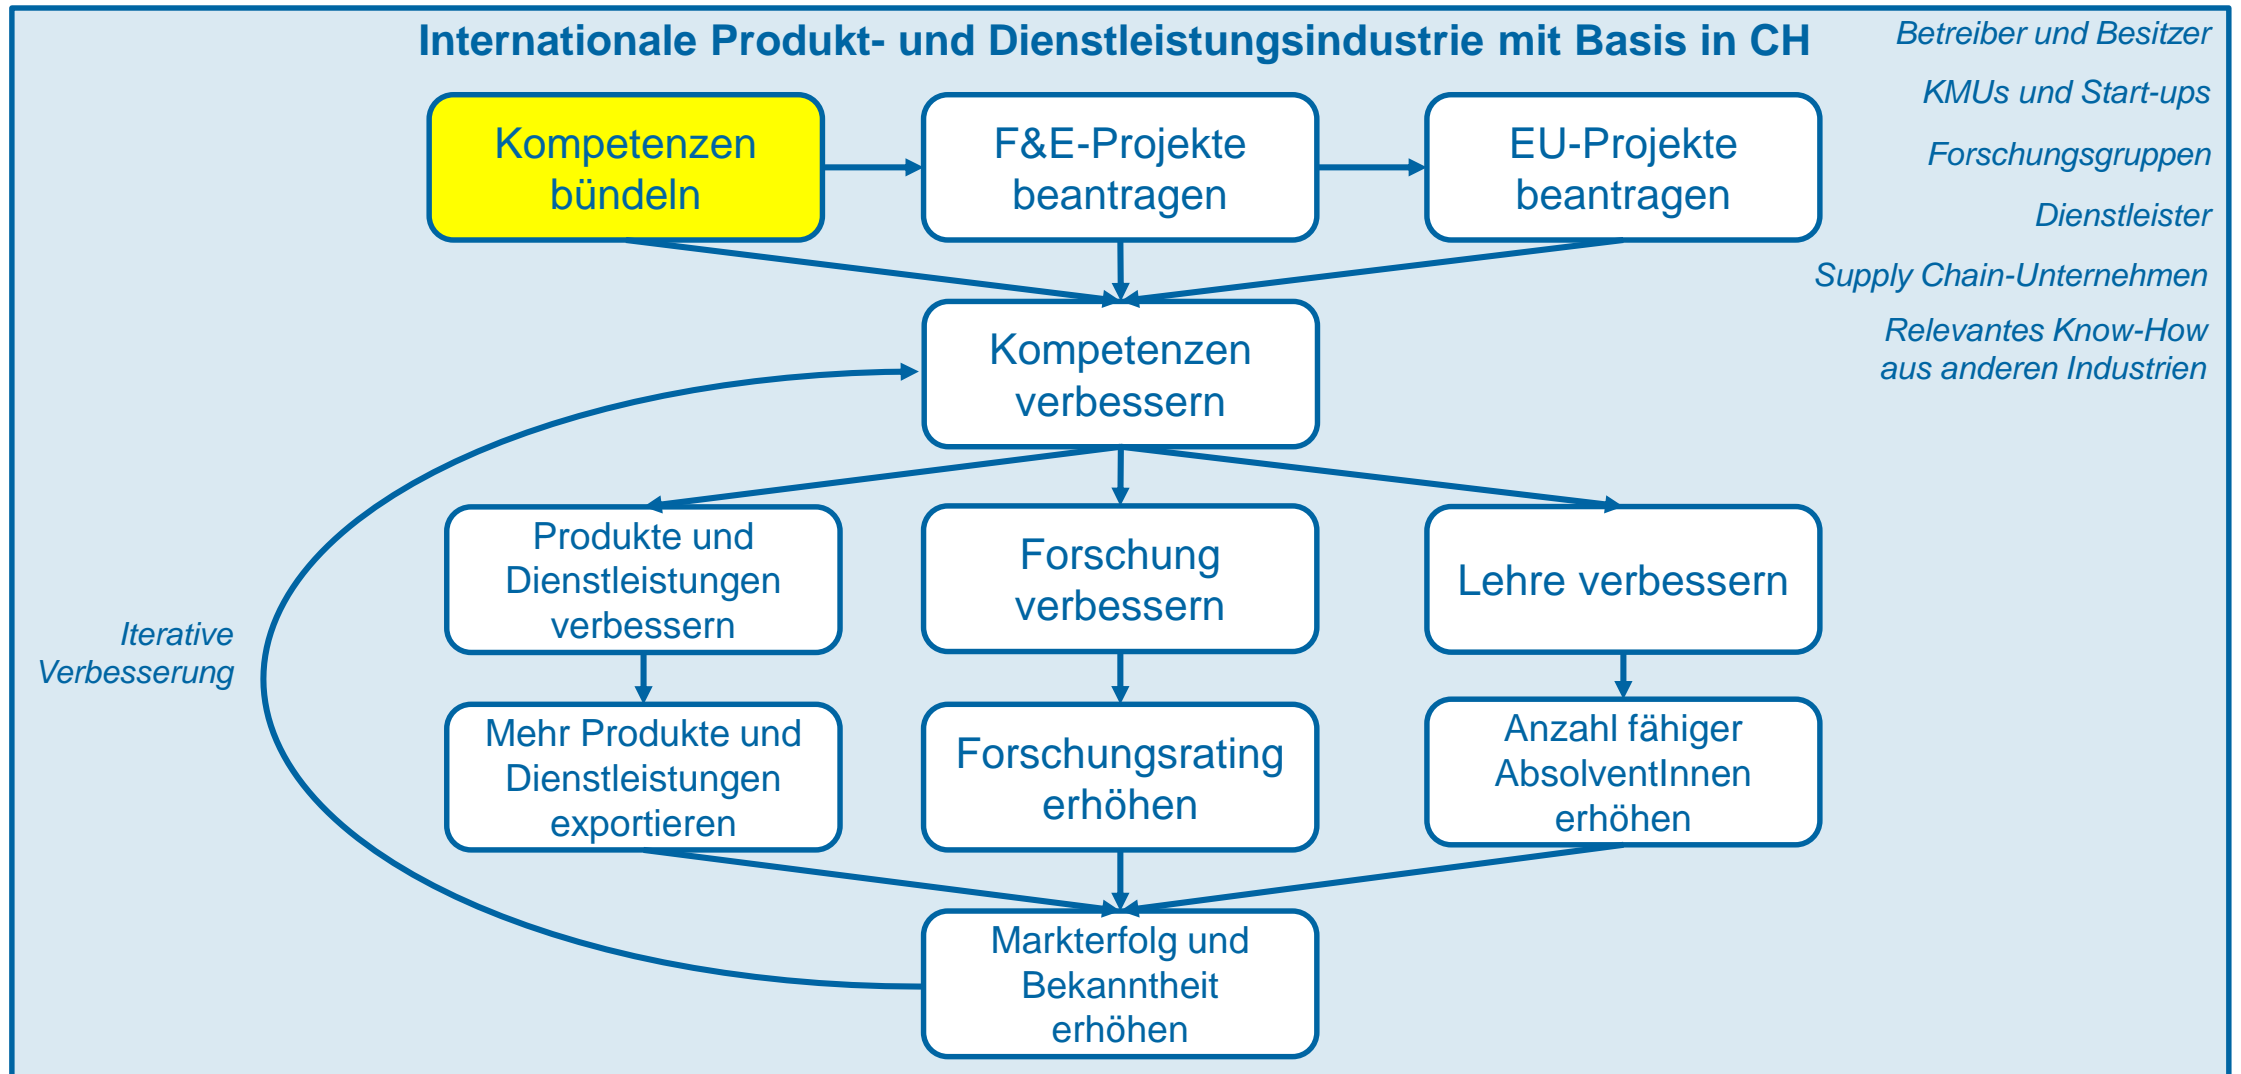 Internationale Produkt- und Dienstleistungsindustrie mit Basis in CH
Betreiber und Besitzer
KMUs und Start-ups
Forschungsgruppen
Dienstleister
Supply Chain-Unternehmen
Relevantes Know-How
aus anderen Industrien
Kompetenzen
bündeln
F&E-Projekte
beantragen
EU-Projekte
beantragen
Kompetenzen
verbessern
Produkte und
Dienstleistungen
verbessern
Forschung
verbessern
Lehre verbessern
Iterative
Verbesserung
Mehr Produkte und
Dienstleistungen
exportieren
Forschungsrating
erhöhen
Anzahl fähiger
AbsolventInnen
erhöhen
Markterfolg und
Bekanntheit
erhöhen